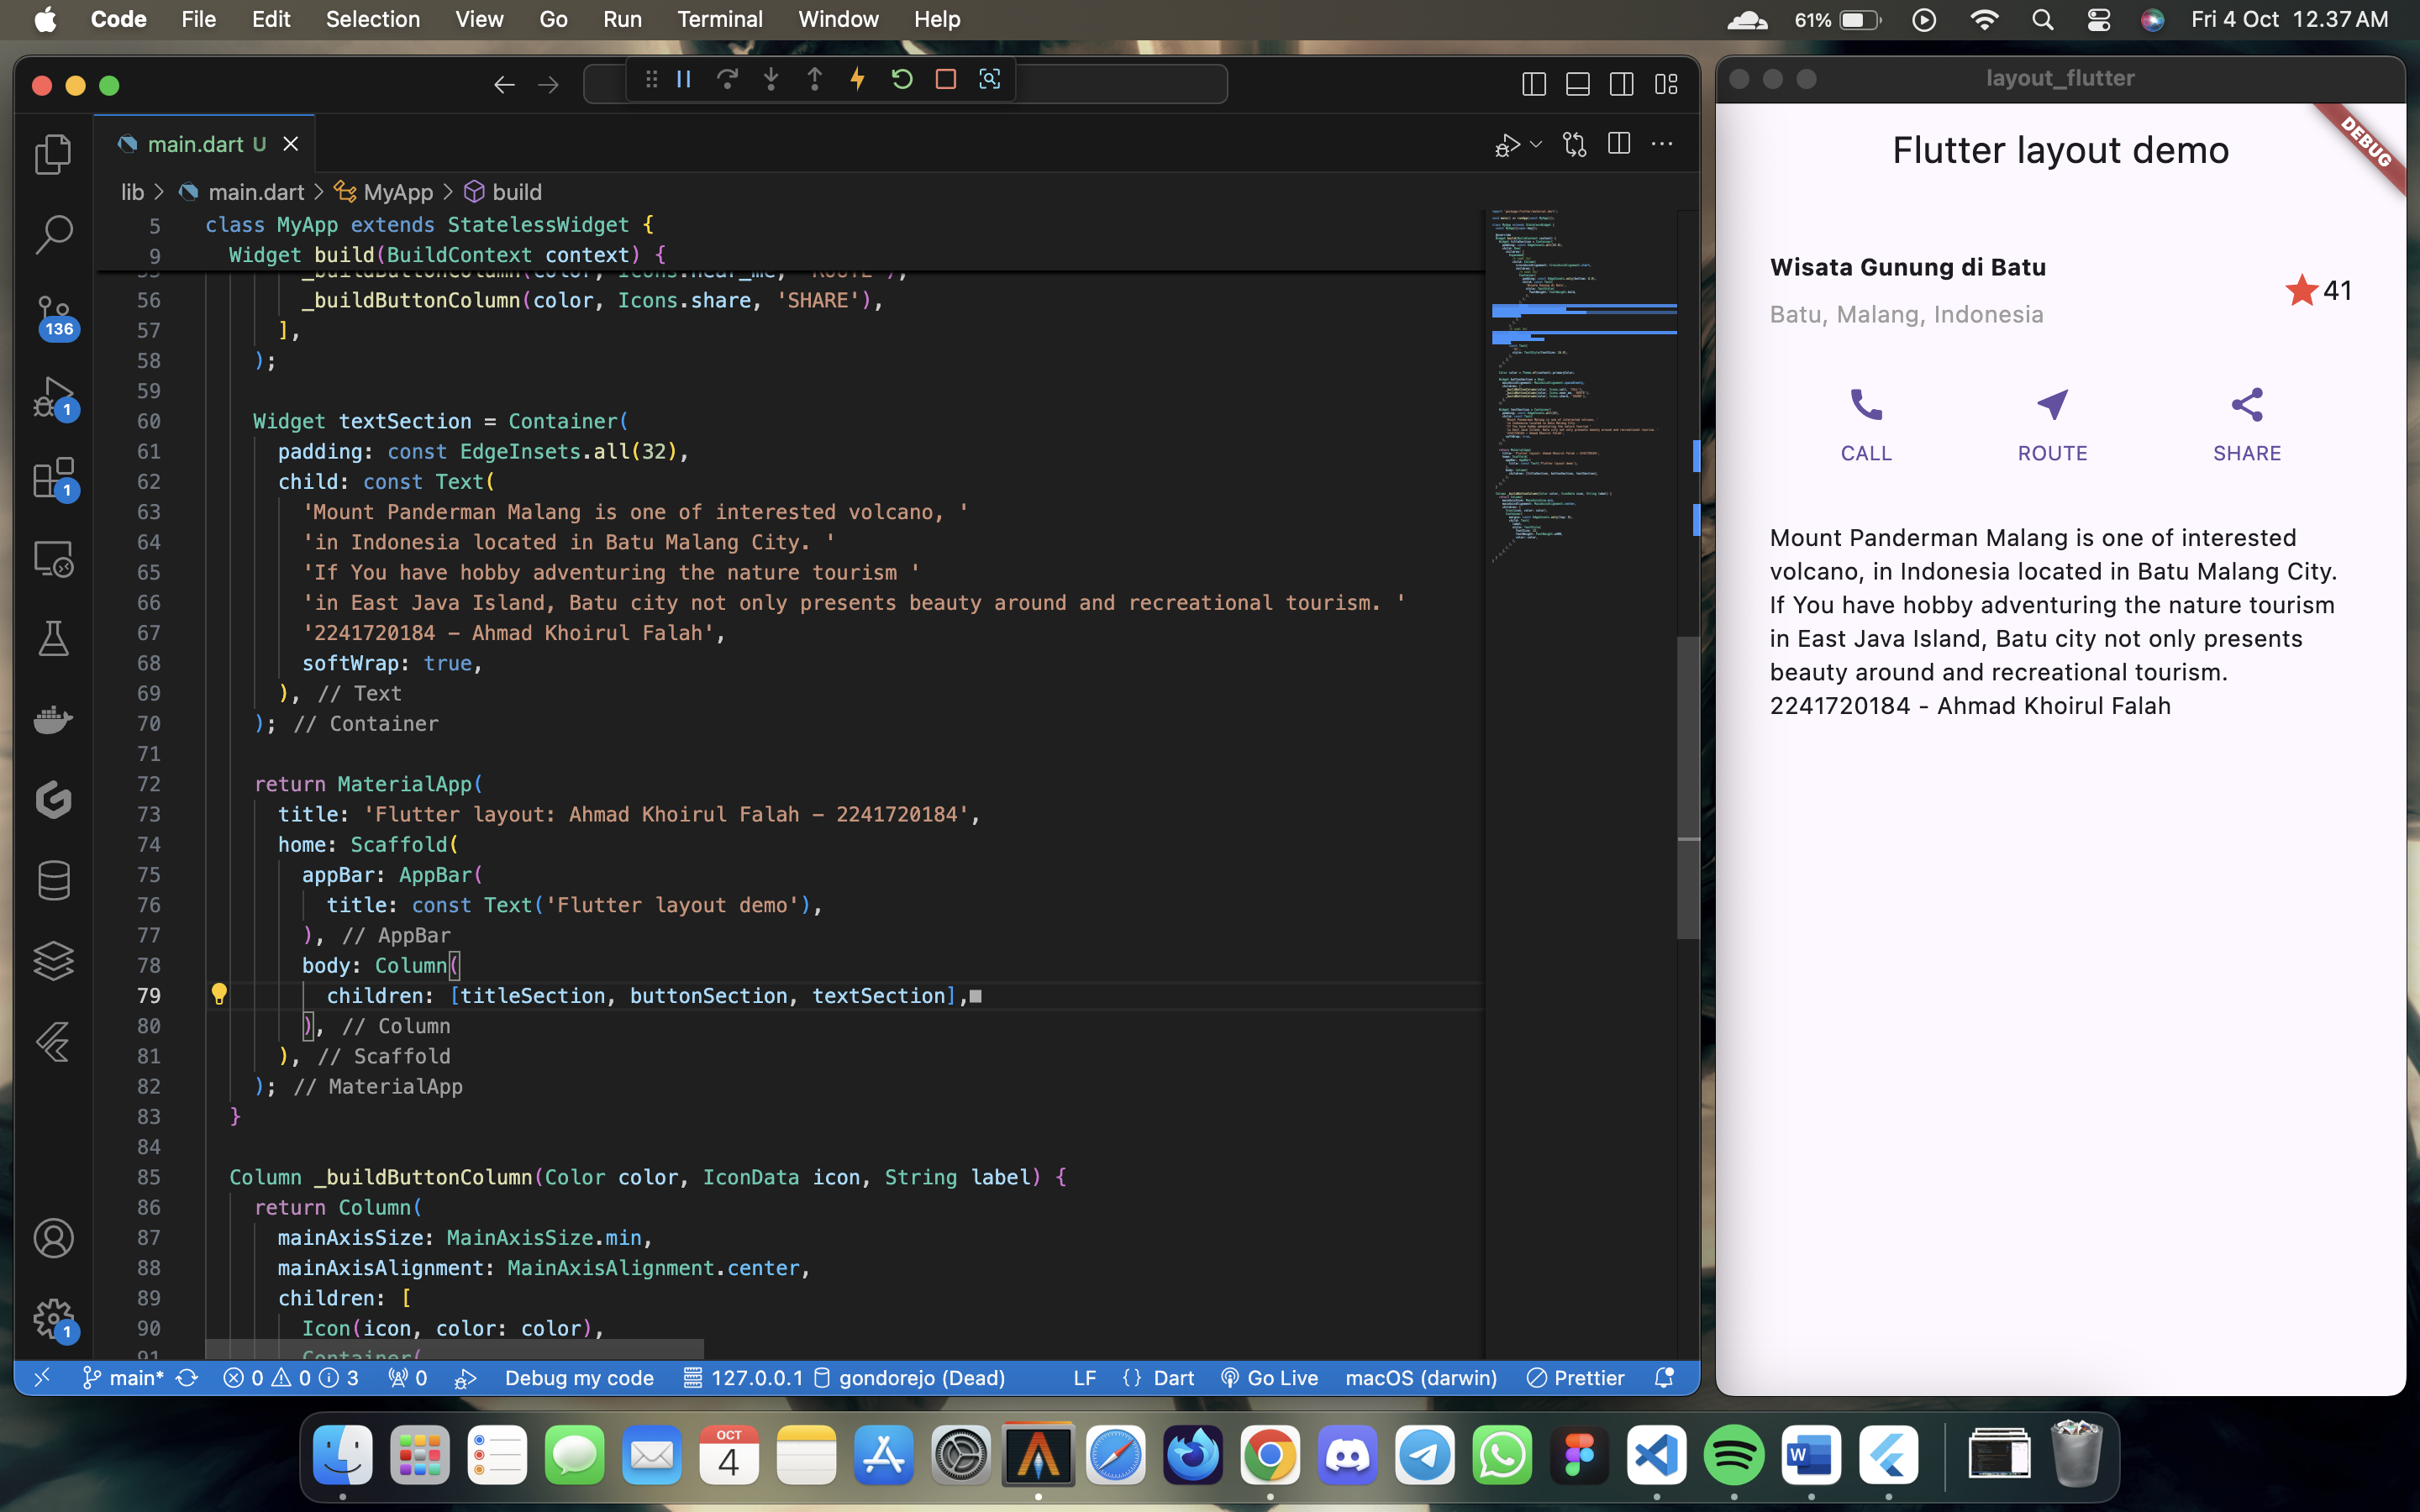 Code File Edit Selection View Go Run Terminal Window Help 61% Fri 4 Oct 12.37 AM
layout_flutter
main.dart U
lib > main.dart > MyApp > build
5 class MyApp extends StatelessWidget {
9 Widget build(BuildContext context) {
56 _buildButtonColumn(color, Icons.share, 'SHARE'),
57 ],
58 );
59
60 Widget textSection = Container(
61 padding: const EdgeInsets.all(32),
62 child: const Text(
63 'Mount Panderman Malang is one of interested volcano, '
64 'in Indonesia located in Batu Malang City. '
65 'If You have hobby adventuring the nature tourism '
66 'in East Java Island, Batu city not only presents beauty around and recreational tourism. '
67 '2241720184 - Ahmad Khoirul Falah',
68 softWrap: true,
69 ), // Text
70 ); // Container
71
72 return MaterialApp(
73 title: 'Flutter layout: Ahmad Khoirul Falah - 2241720184',
74 home: Scaffold(
75 appBar: AppBar(
76 title: const Text('Flutter layout demo'),
77 ), // AppBar
78 body: Column(
79 children: [titleSection, buttonSection, textSection],
80 ), // Column
81 ), // Scaffold
82 ); // MaterialApp
83 }
84
85 Column _buildButtonColumn(Color color, IconData icon, String label) {
86 return Column(
87 mainAxisSize: MainAxisSize.min,
88 mainAxisAlignment: MainAxisAlignment.center,
89 children: [
90 Icon(icon, color: color),
91 Container(
136
1
1
1
main* 0 0 3 0 Debug my code 127.0.0.1 gondorejo (Dead) LF {} Dart Go Live macOS (darwin) Prettier
Flutter layout demo
DEBUG
Wisata Gunung di Batu
Batu, Malang, Indonesia
41
CALL ROUTE SHARE
Mount Panderman Malang is one of interested
volcano, in Indonesia located in Batu Malang City.
If You have hobby adventuring the nature tourism
in East Java Island, Batu city not only presents
beauty around and recreational tourism.
2241720184 - Ahmad Khoirul Falah
OCT
4
W